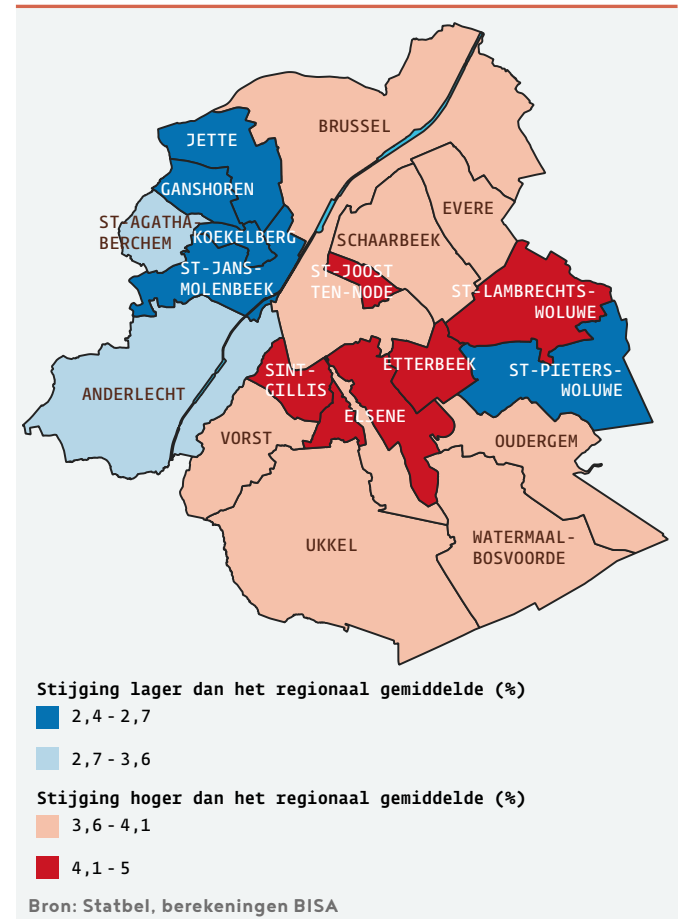 BRUSSEL
JETTE
GANSHOREN
EVERE
ST-AGATHA-
BERCHEM
KOEKELBERG
SCHAARBEEK
ST-JANS-
MOLENBEEK
ST-JOOST
TEN-NODE
ST-LAMBRECHTS-
WOLUWE
ETTERBEEK
SINT-
GILLIS
ST-PIETERS-
WOLUWE
ANDERLECHT
ELSENE
VORST
OUDERGEM
UKKEL
WATERMAAL-
BOSVOORDE
Stijging lager dan het regionaal gemiddelde (%)
2,4 - 2,7
2,7 - 3,6
Stijging hoger dan het regionaal gemiddelde (%)
3,6 - 4,1
4,1 - 5
Bron: Statbel, berekeningen BISA